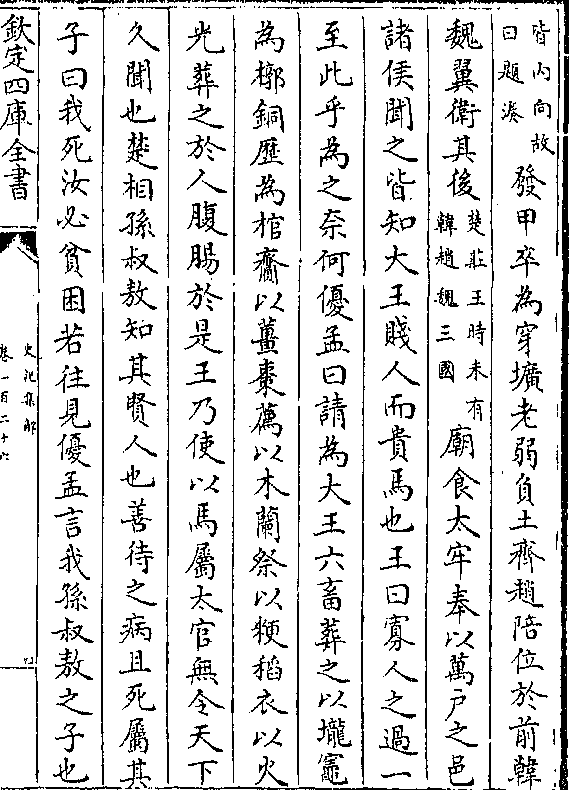 皆内向故
曰題湊
發甲卒為穿壙老弱負土齊趙陪位於前韓
魏翼衛其後
楚莊王時未有
韓趙魏三國
廟食太牢奉以萬户之邑
諸侯聞之皆知大王賤人而貴馬也王曰寡人之過一
至此乎為之奈何優孟曰請為大王六畜葬之以壠竈
為槨銅歷為棺齎以薑棗薦以木蘭祭以粳稻衣以火
光葬之於人腹腸於是王乃使以馬屬太官無令天下
久聞也楚相孫叔敖知其賢人也善待之病且死屬其
子曰我死汝必貧困若往見優孟言我孫叔敖之子也
欽定四庫全書
史記集解
卷一百二十六